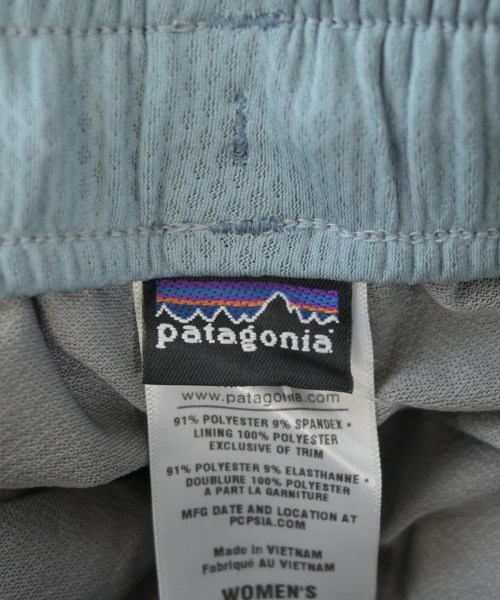 patagonia
www.patagonia.com
91% POLYESTER 9% SPANDEX •
LINING 100% POLYESTER
EXCLUSIVE OF TRIM
91% POLYESTER 9% ELASTHANNE •
DOUBLURE 100% POLYESTER
A PART LA GARNITURE
MFG DATE AND LOCATION AT
PCPSIA.COM
Made in VIETNAM
Fabriqué au VIETNAM
WOMEN'S